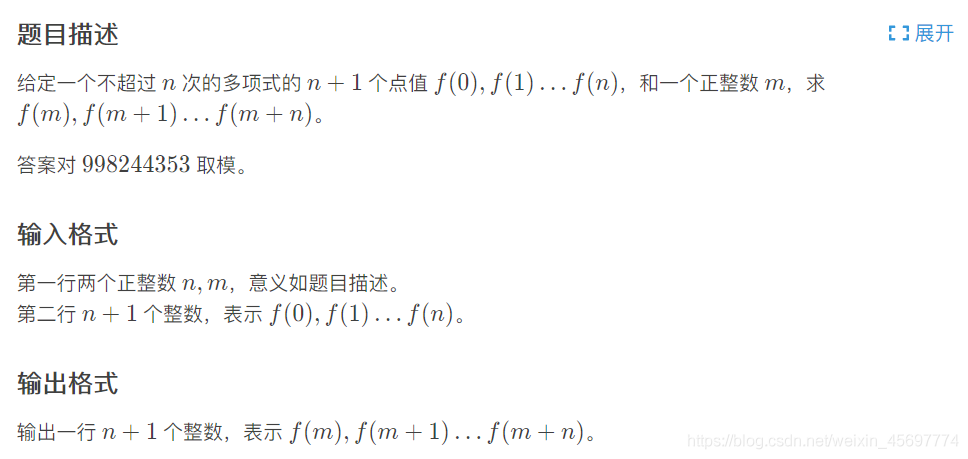 题目描述
展开
给定一个不超过 n 次的多项式的 n + 1 个点值 f(0), f(1) … f(n)，和一个正整数 m，求
f(m), f(m + 1) … f(m + n)。
答案对 998244353 取模。
输入格式
第一行两个正整数 n, m，意义如题目描述。
第二行 n + 1 个整数，表示 f(0), f(1) … f(n)。
输出格式
输出一行 n + 1 个整数，表示 f(m), f(m + 1) … f(m + n)。
https://blog.csdn.net/weixin_45697774